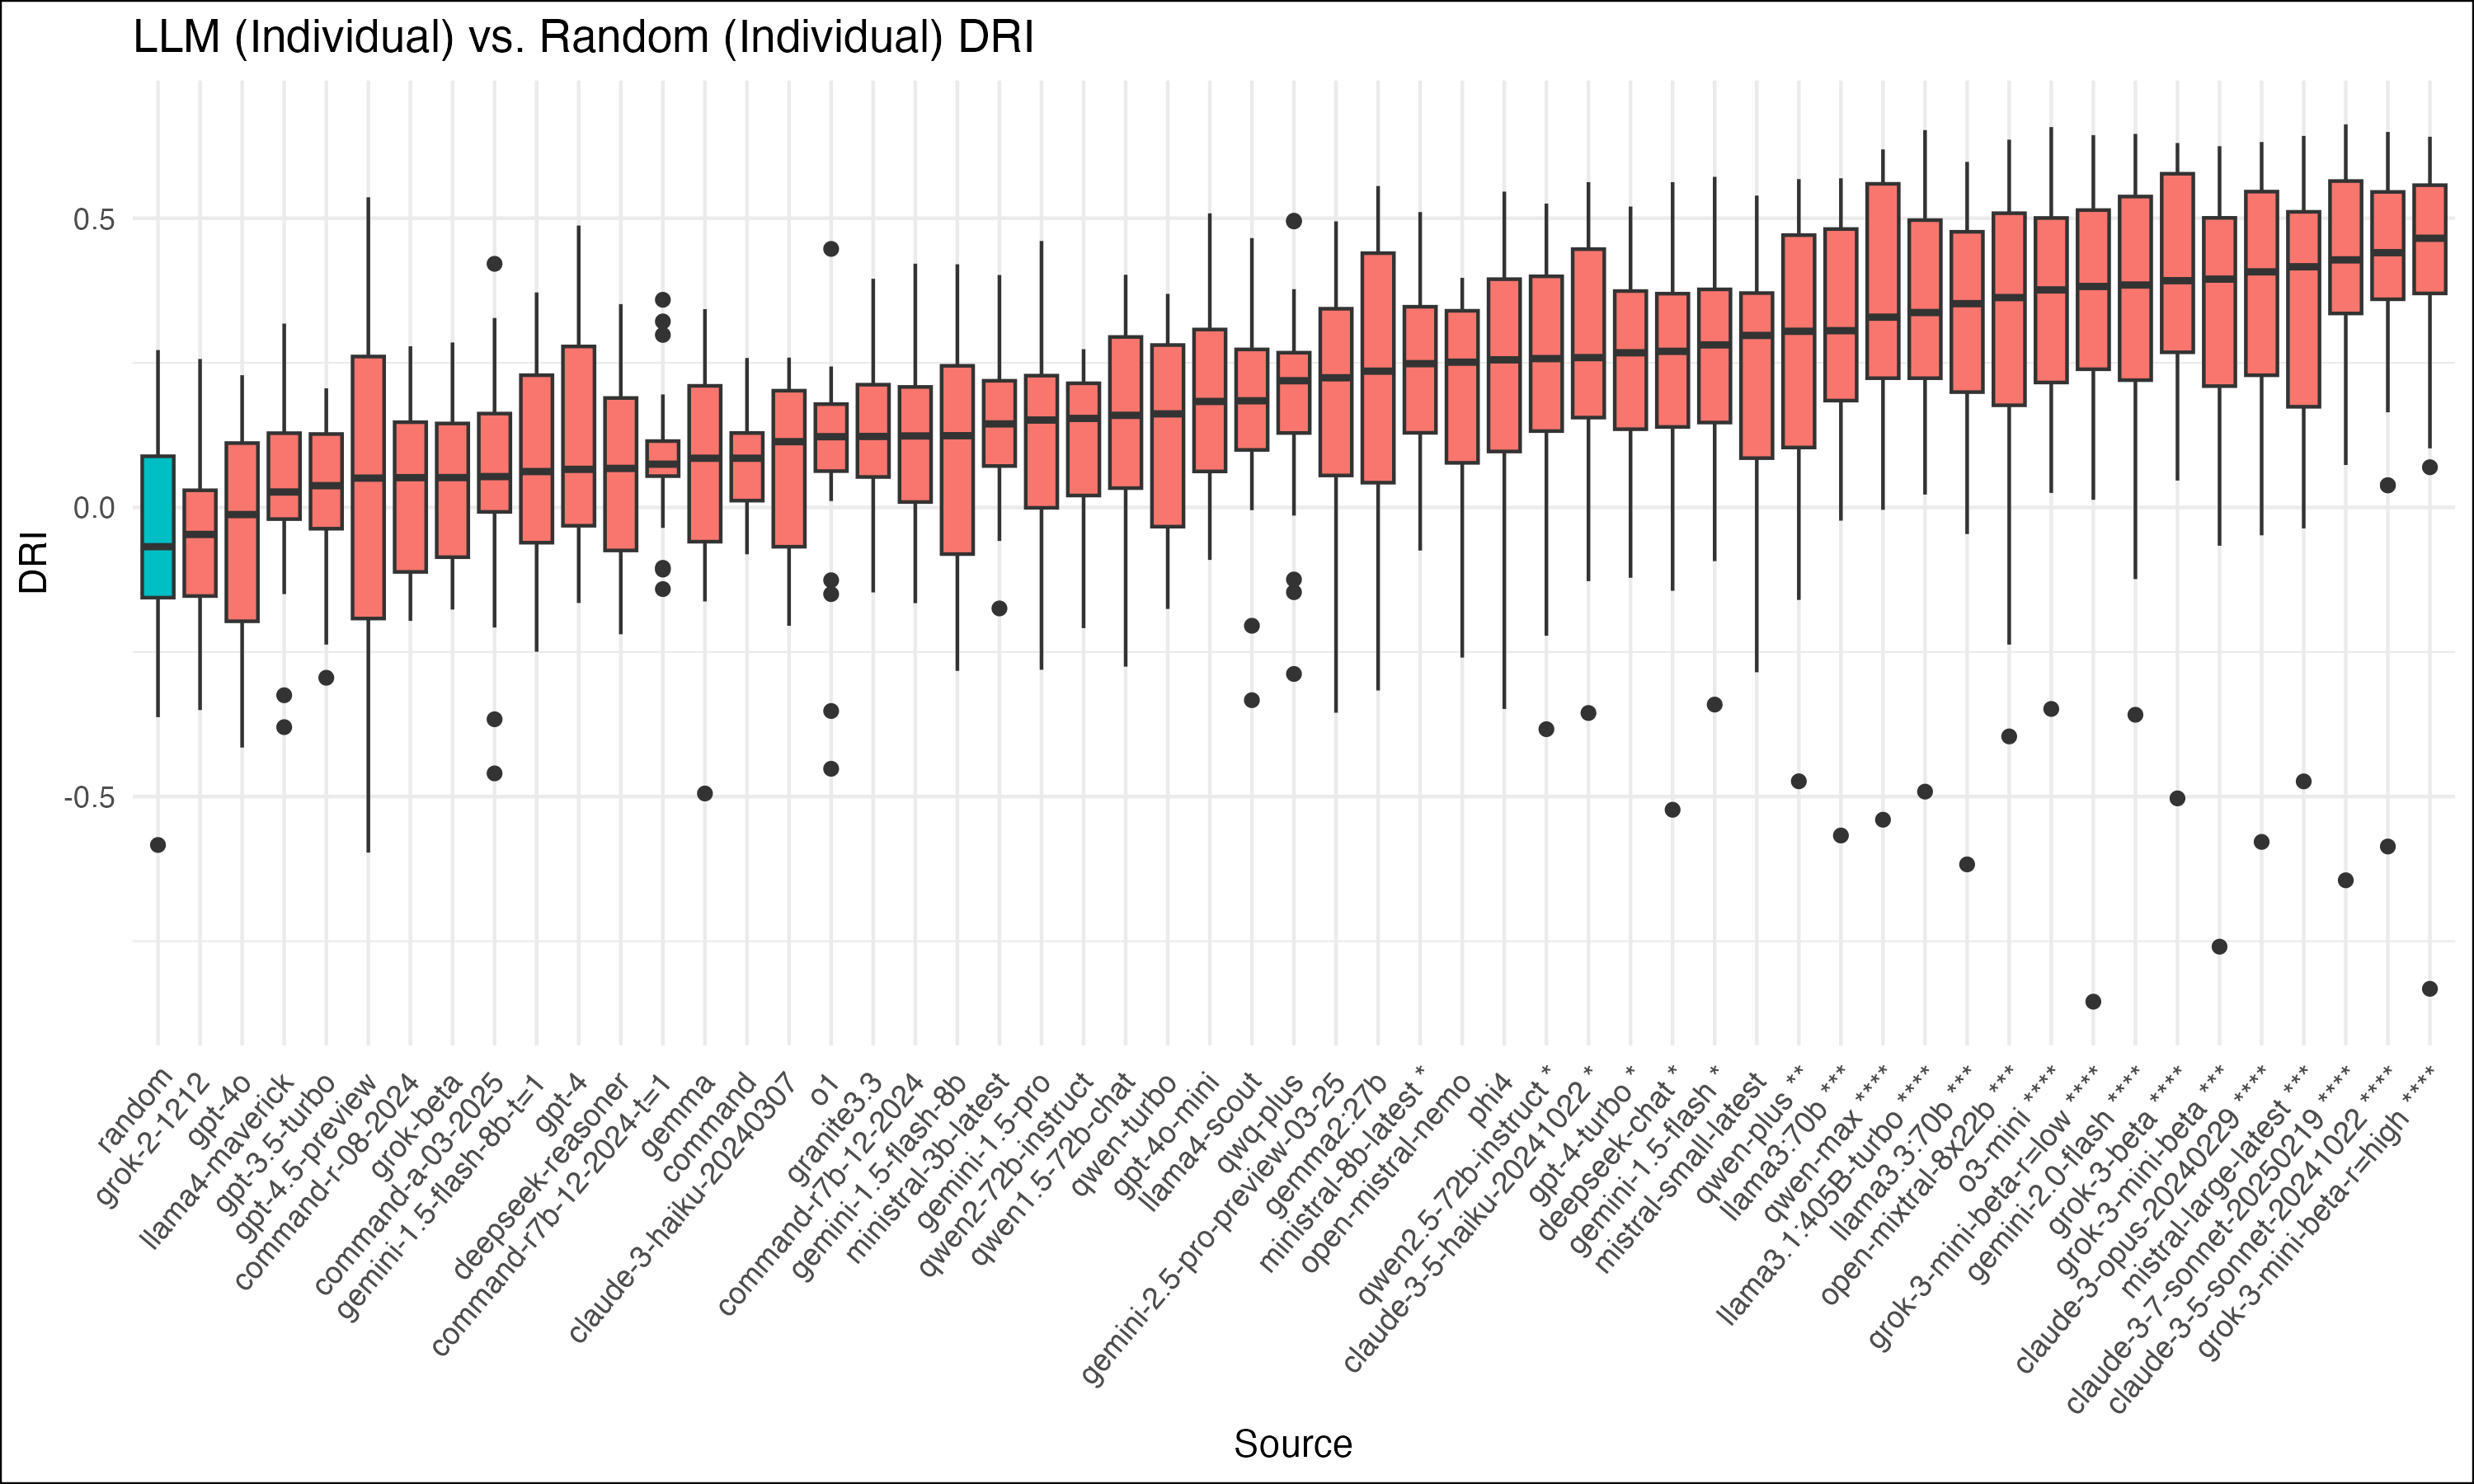 LLM (Individual) vs. Random (Individual) DRI
DRI
0.5
0.0
-0.5
random
grok-2-1212
gpt-4o
llama4-maverick
gpt-3.5-turbo
gpt-4.5-preview
command-r-08-2024
grok-beta
command-a-03-2025
gemini-1.5-flash-8b-t=1
gpt-4
deepseek-reasoner
command-r7b-12-2024-t=1
gemma
command
claude-3-haiku-20240307
o1
granite3.3
command-r7b-12-2024
gemini-1.5-flash-8b
ministral-3b-latest
gemini-1.5-pro
qwen2-72b-instruct
qwen1.5-72b-chat
qwen-turbo
gpt-4o-mini
llama4-scout
qwq-plus
gemini-2.5-pro-preview-03-25
gemma2:27b
ministral-8b-latest *
open-mistral-nemo
phi4
qwen2.5-72b-instruct *
claude-3-5-haiku-20241022 *
gpt-4-turbo *
deepseek-chat *
gemini-1.5-flash *
mistral-small-latest
qwen-plus **
llama3:70b ***
qwen-max ****
llama3.1:405B-turbo ****
llama3.3:70b ***
open-mixtral-8x22b ***
o3-mini ****
grok-3-mini-beta-r=low ****
gemini-2.0-flash ****
grok-3-beta ****
grok-3-mini-beta ***
claude-3-opus-20240229 ****
mistral-large-latest ***
claude-3-7-sonnet-20250219 ****
claude-3-5-sonnet-20241022 ****
grok-3-mini-beta-r=high ****
Source